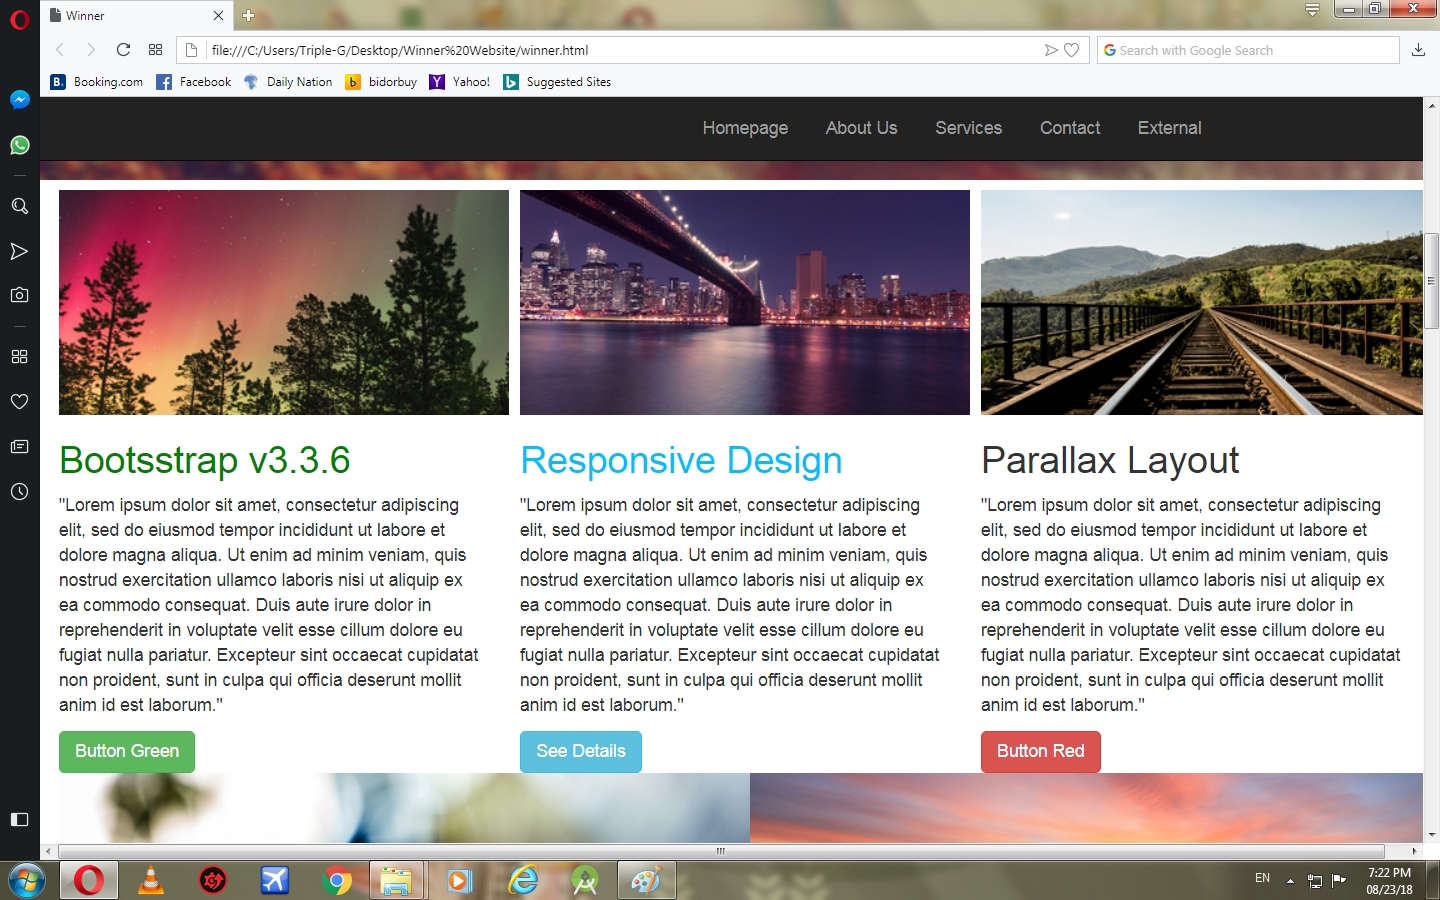 Winner
file:///C:/Users/Triple-G/Desktop/Winner%20Website/winner.html
Search with Google Search
B. Booking.com Facebook Daily Nation b bidorbuy Yahoo! Suggested Sites
Homepage About Us Services Contact External
Bootsstrap v3.3.6
"Lorem ipsum dolor sit amet, consectetur adipiscing
elit, sed do eiusmod tempor incididunt ut labore et
dolore magna aliqua. Ut enim ad minim veniam, quis
nostrud exercitation ullamco laboris nisi ut aliquip ex
ea commodo consequat. Duis aute irure dolor in
reprehenderit in voluptate velit esse cillum dolore eu
fugiat nulla pariatur. Excepteur sint occaecat cupidatat
non proident, sunt in culpa qui officia deserunt mollit
anim id est laborum."
Button Green
Responsive Design
"Lorem ipsum dolor sit amet, consectetur adipiscing
elit, sed do eiusmod tempor incididunt ut labore et
dolore magna aliqua. Ut enim ad minim veniam, quis
nostrud exercitation ullamco laboris nisi ut aliquip ex
ea commodo consequat. Duis aute irure dolor in
reprehenderit in voluptate velit esse cillum dolore eu
fugiat nulla pariatur. Excepteur sint occaecat cupidatat
non proident, sunt in culpa qui officia deserunt mollit
anim id est laborum."
See Details
Parallax Layout
"Lorem ipsum dolor sit amet, consectetur adipiscing
elit, sed do eiusmod tempor incididunt ut labore et
dolore magna aliqua. Ut enim ad minim veniam, quis
nostrud exercitation ullamco laboris nisi ut aliquip ex
ea commodo consequat. Duis aute irure dolor in
reprehenderit in voluptate velit esse cillum dolore eu
fugiat nulla pariatur. Excepteur sint occaecat cupidatat
non proident, sunt in culpa qui officia deserunt mollit
anim id est laborum."
Button Red
EN
7:22 PM
08/23/18